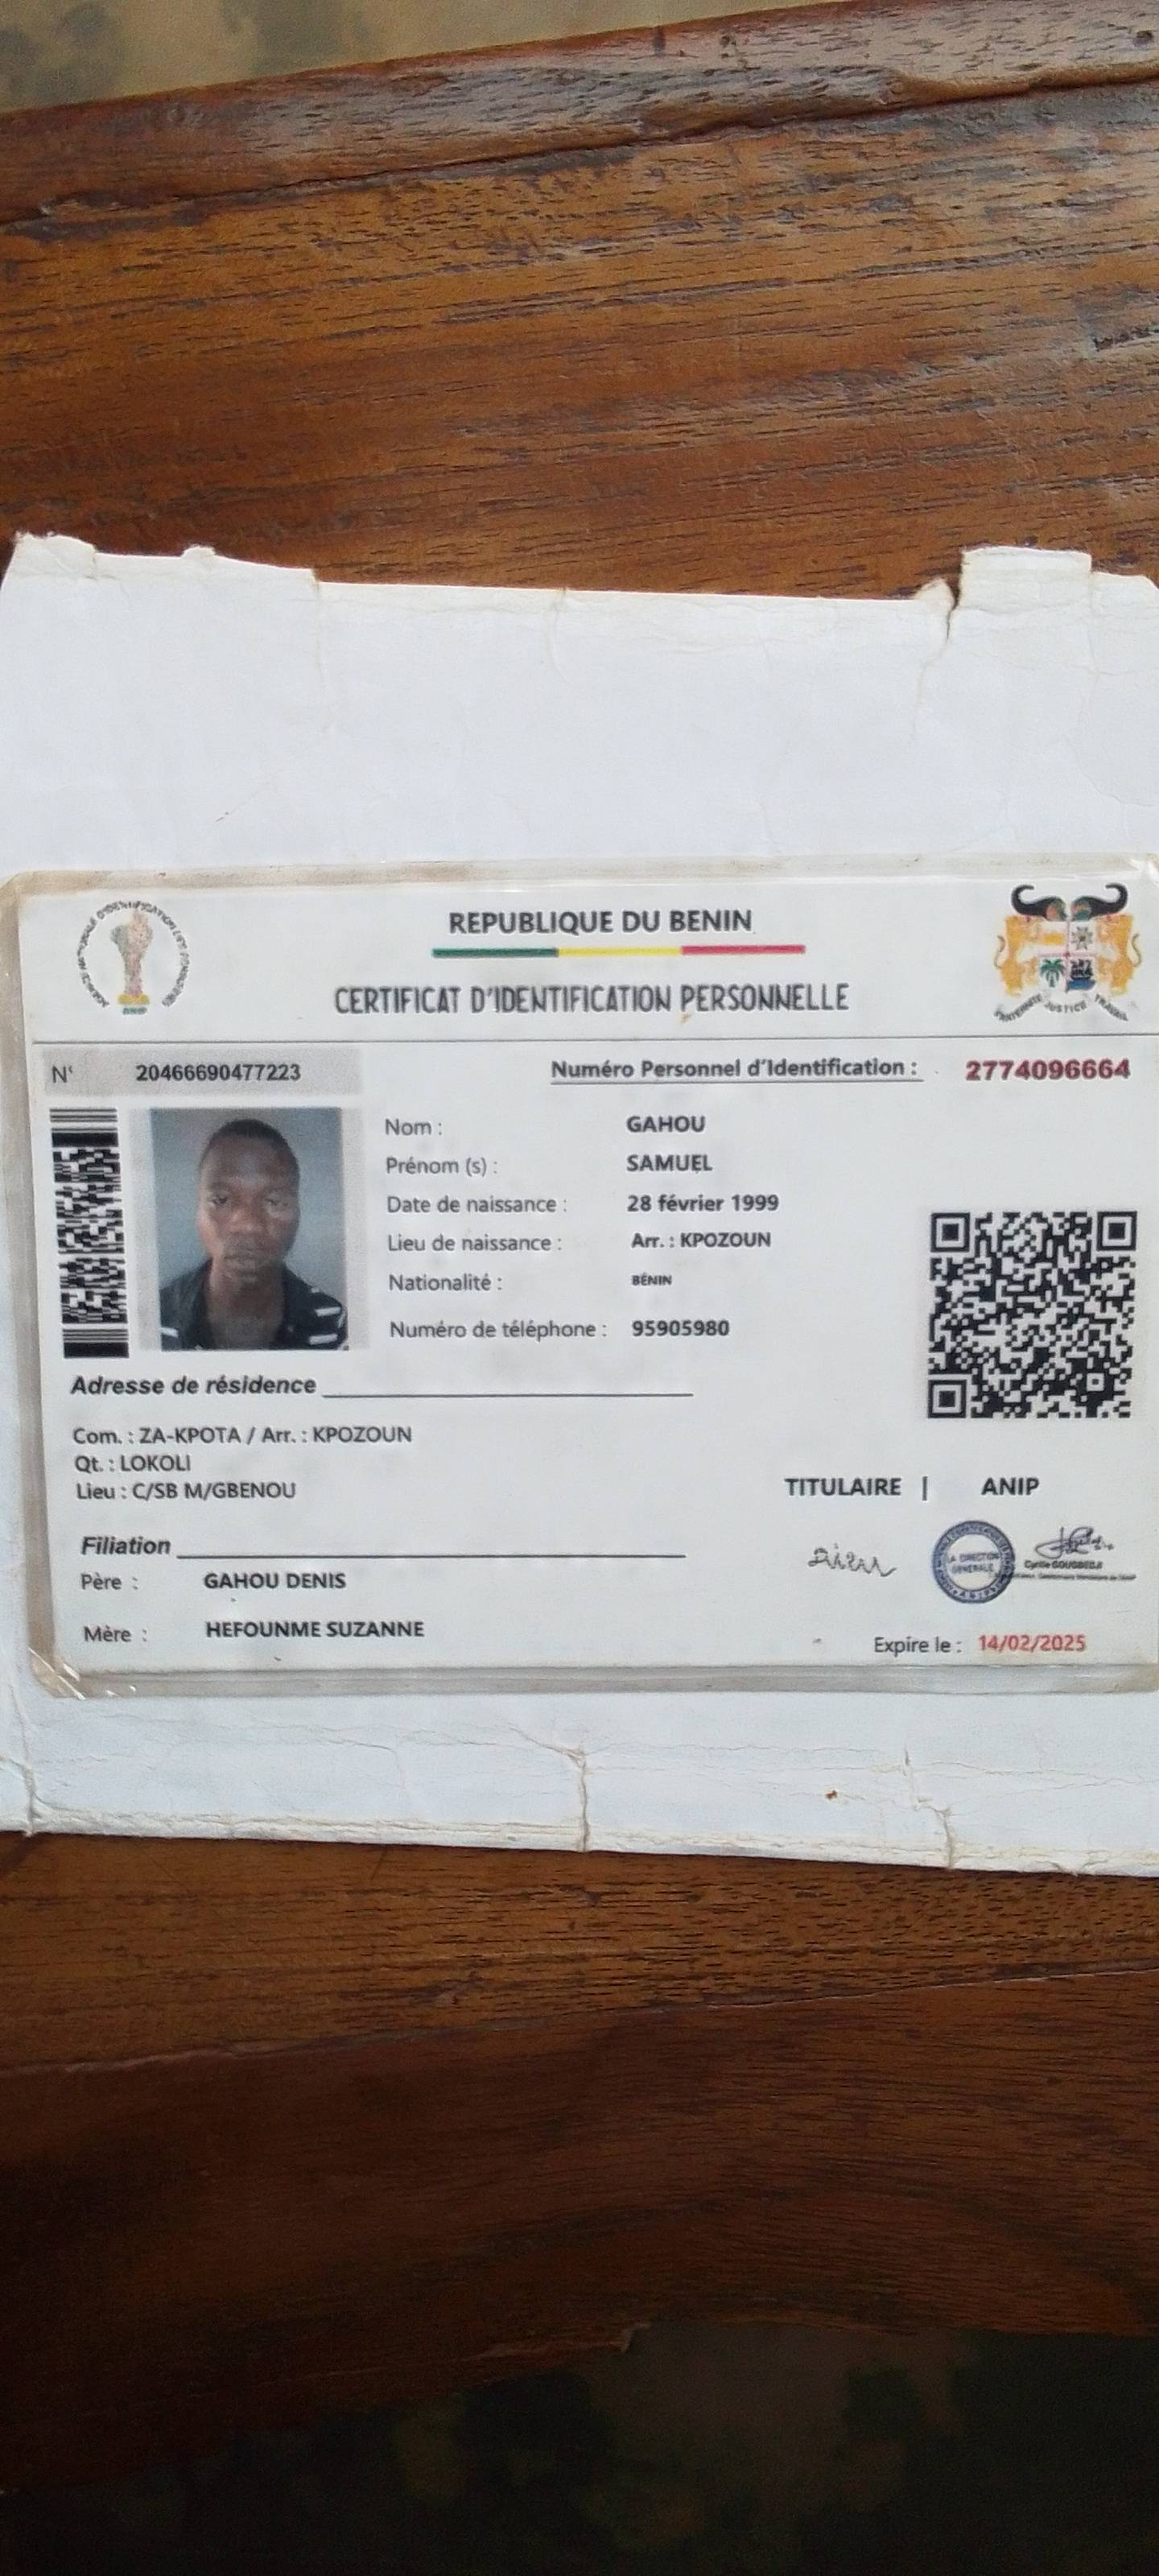 AGENCE NATIONALE D'IDENTIFICATION DES PERSONNES
ANIP
REPUBLIQUE DU BENIN
CERTIFICAT D'IDENTIFICATION PERSONNELLE
FRATERNITE JUSTICE TRAVAIL
N° 20466690477223
Numéro Personnel d'Identification : 2774096664
Nom : GAHOU
Prénom (s) : SAMUEL
Date de naissance : 28 février 1999
Lieu de naissance : Arr. : KPOZOUN
Nationalité : BÉNIN
Numéro de téléphone : 95905980
Adresse de résidence
Com. : ZA-KPOTA / Arr. : KPOZOUN
Qt. : LOKOLI
Lieu : C/SB M/GBENOU
TITULAIRE | ANIP
LA DIRECTION
GENERALE
Cyrille GOUGBEDJI
Filiation
Père : GAHOU DENIS
Mère : HEFOUNME SUZANNE
Expire le : 14/02/2025